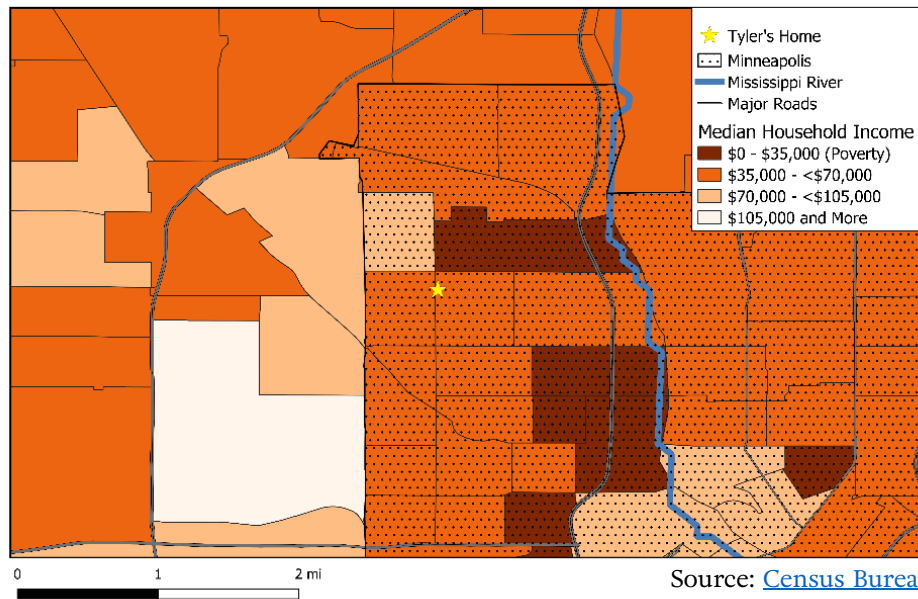 Tyler's Home
Minneapolis
Mississippi River
Major Roads
Median Household Income
$0 - $35,000 (Poverty)
$35,000 - <$70,000
$70,000 - <$105,000
$105,000 and More
0 1 2 mi
Source: Census Burea